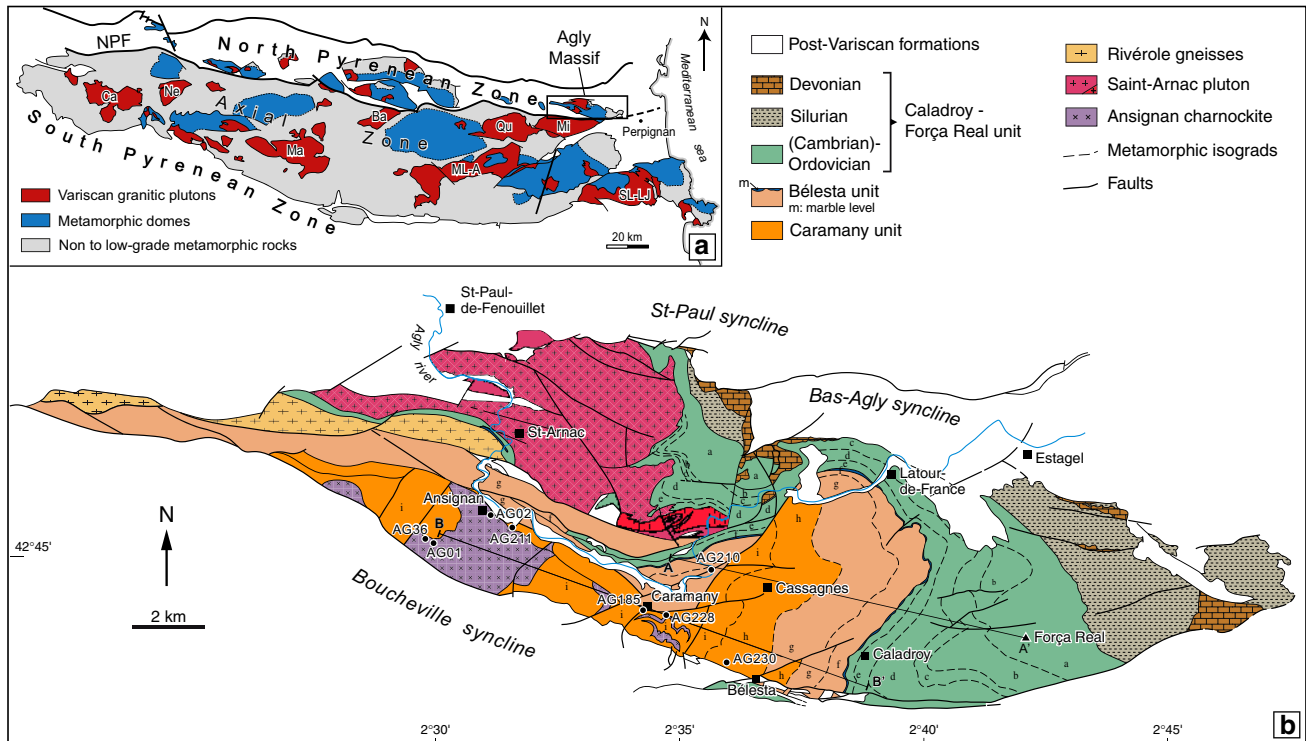 NPF
North Pyrenean Zone
Agly
Massif
N
Mediterranean sea
Ca
Ne
Axial
Zone
Ba
Qu
Mi
Perpignan
Ma
ML-A
SL-LJ
South Pyrenean Zone
Variscan granitic plutons
Metamorphic domes
Non to low-grade metamorphic rocks
20 km
a
Post-Variscan formations
Devonian
Silurian
(Cambrian)-
Ordovician
Caladroy -
Força Real unit
m
Bélesta unit
m: marble level
Caramany unit
Rivérole gneisses
Saint-Arnac pluton
Ansignan charnockite
Metamorphic isograds
Faults
St-Paul-
de-Fenouillet
Agly
river
St-Paul syncline
Bas-Agly syncline
Estagel
St-Arnac
Latour-
de-France
Ansignan
AG02
AG211
AG36
B
AG01
N
42°45'
2 km
Boucheville syncline
A
AG210
Cassagnes
AG185
Caramany
AG228
AG230
Bélesta
Caladroy
B'
Força Real
A'
a
b
c
d
e
f
g
h
i
2°30'
2°35'
2°40'
2°45'
b